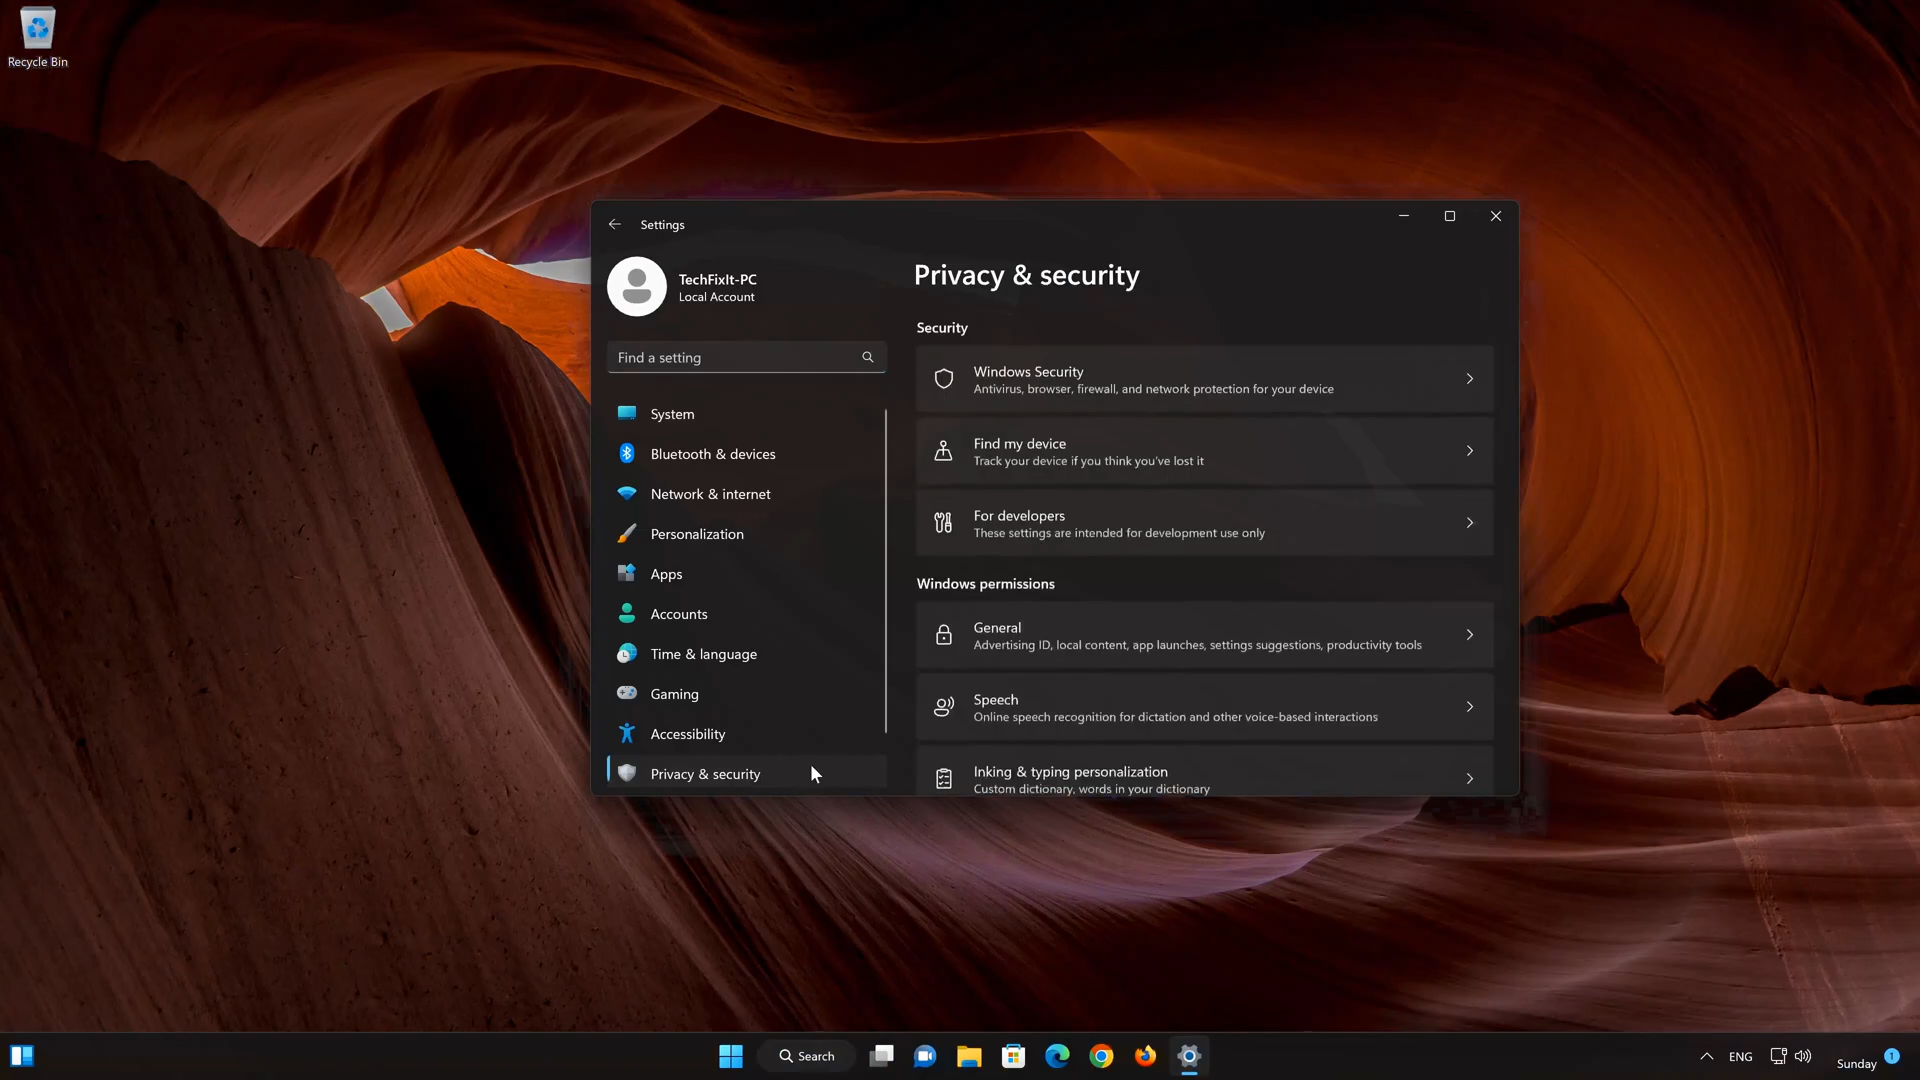 Recycle Bin
Settings
TechFixIt-PC
Local Account
Find a setting
System
Bluetooth & devices
Network & internet
Personalization
Apps
Accounts
Time & language
Gaming
Accessibility
Privacy & security
Privacy & security
Security
Windows Security
Antivirus, browser, firewall, and network protection for your device
Find my device
Track your device if you think you've lost it
For developers
These settings are intended for development use only
Windows permissions
General
Advertising ID, local content, app launches, settings suggestions, productivity tools
Speech
Online speech recognition for dictation and other voice-based interactions
Inking & typing personalization
Custom dictionary, words in your dictionary
Search
ENG
Sunday
1